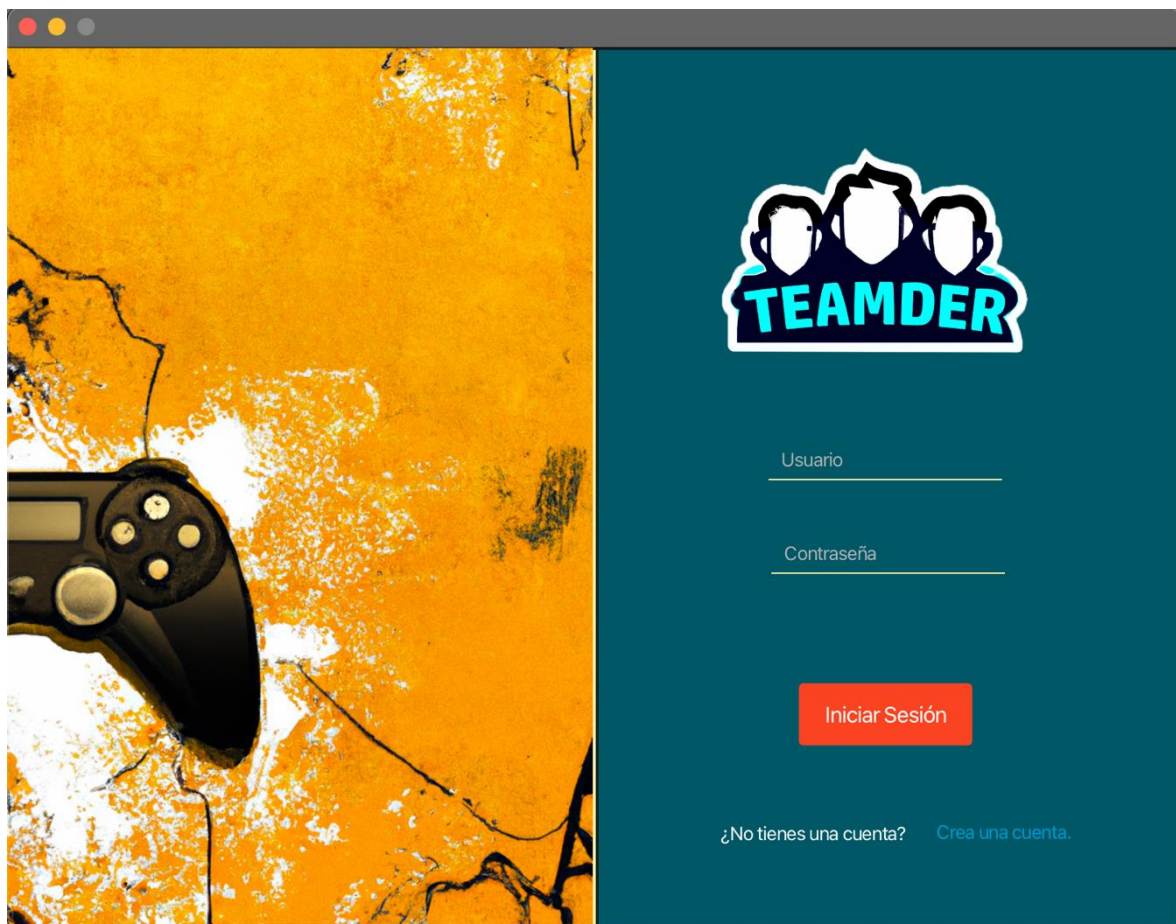 TEAMDER
Usuario
Contraseña
Iniciar Sesión
¿No tienes una cuenta? Crea una cuenta.